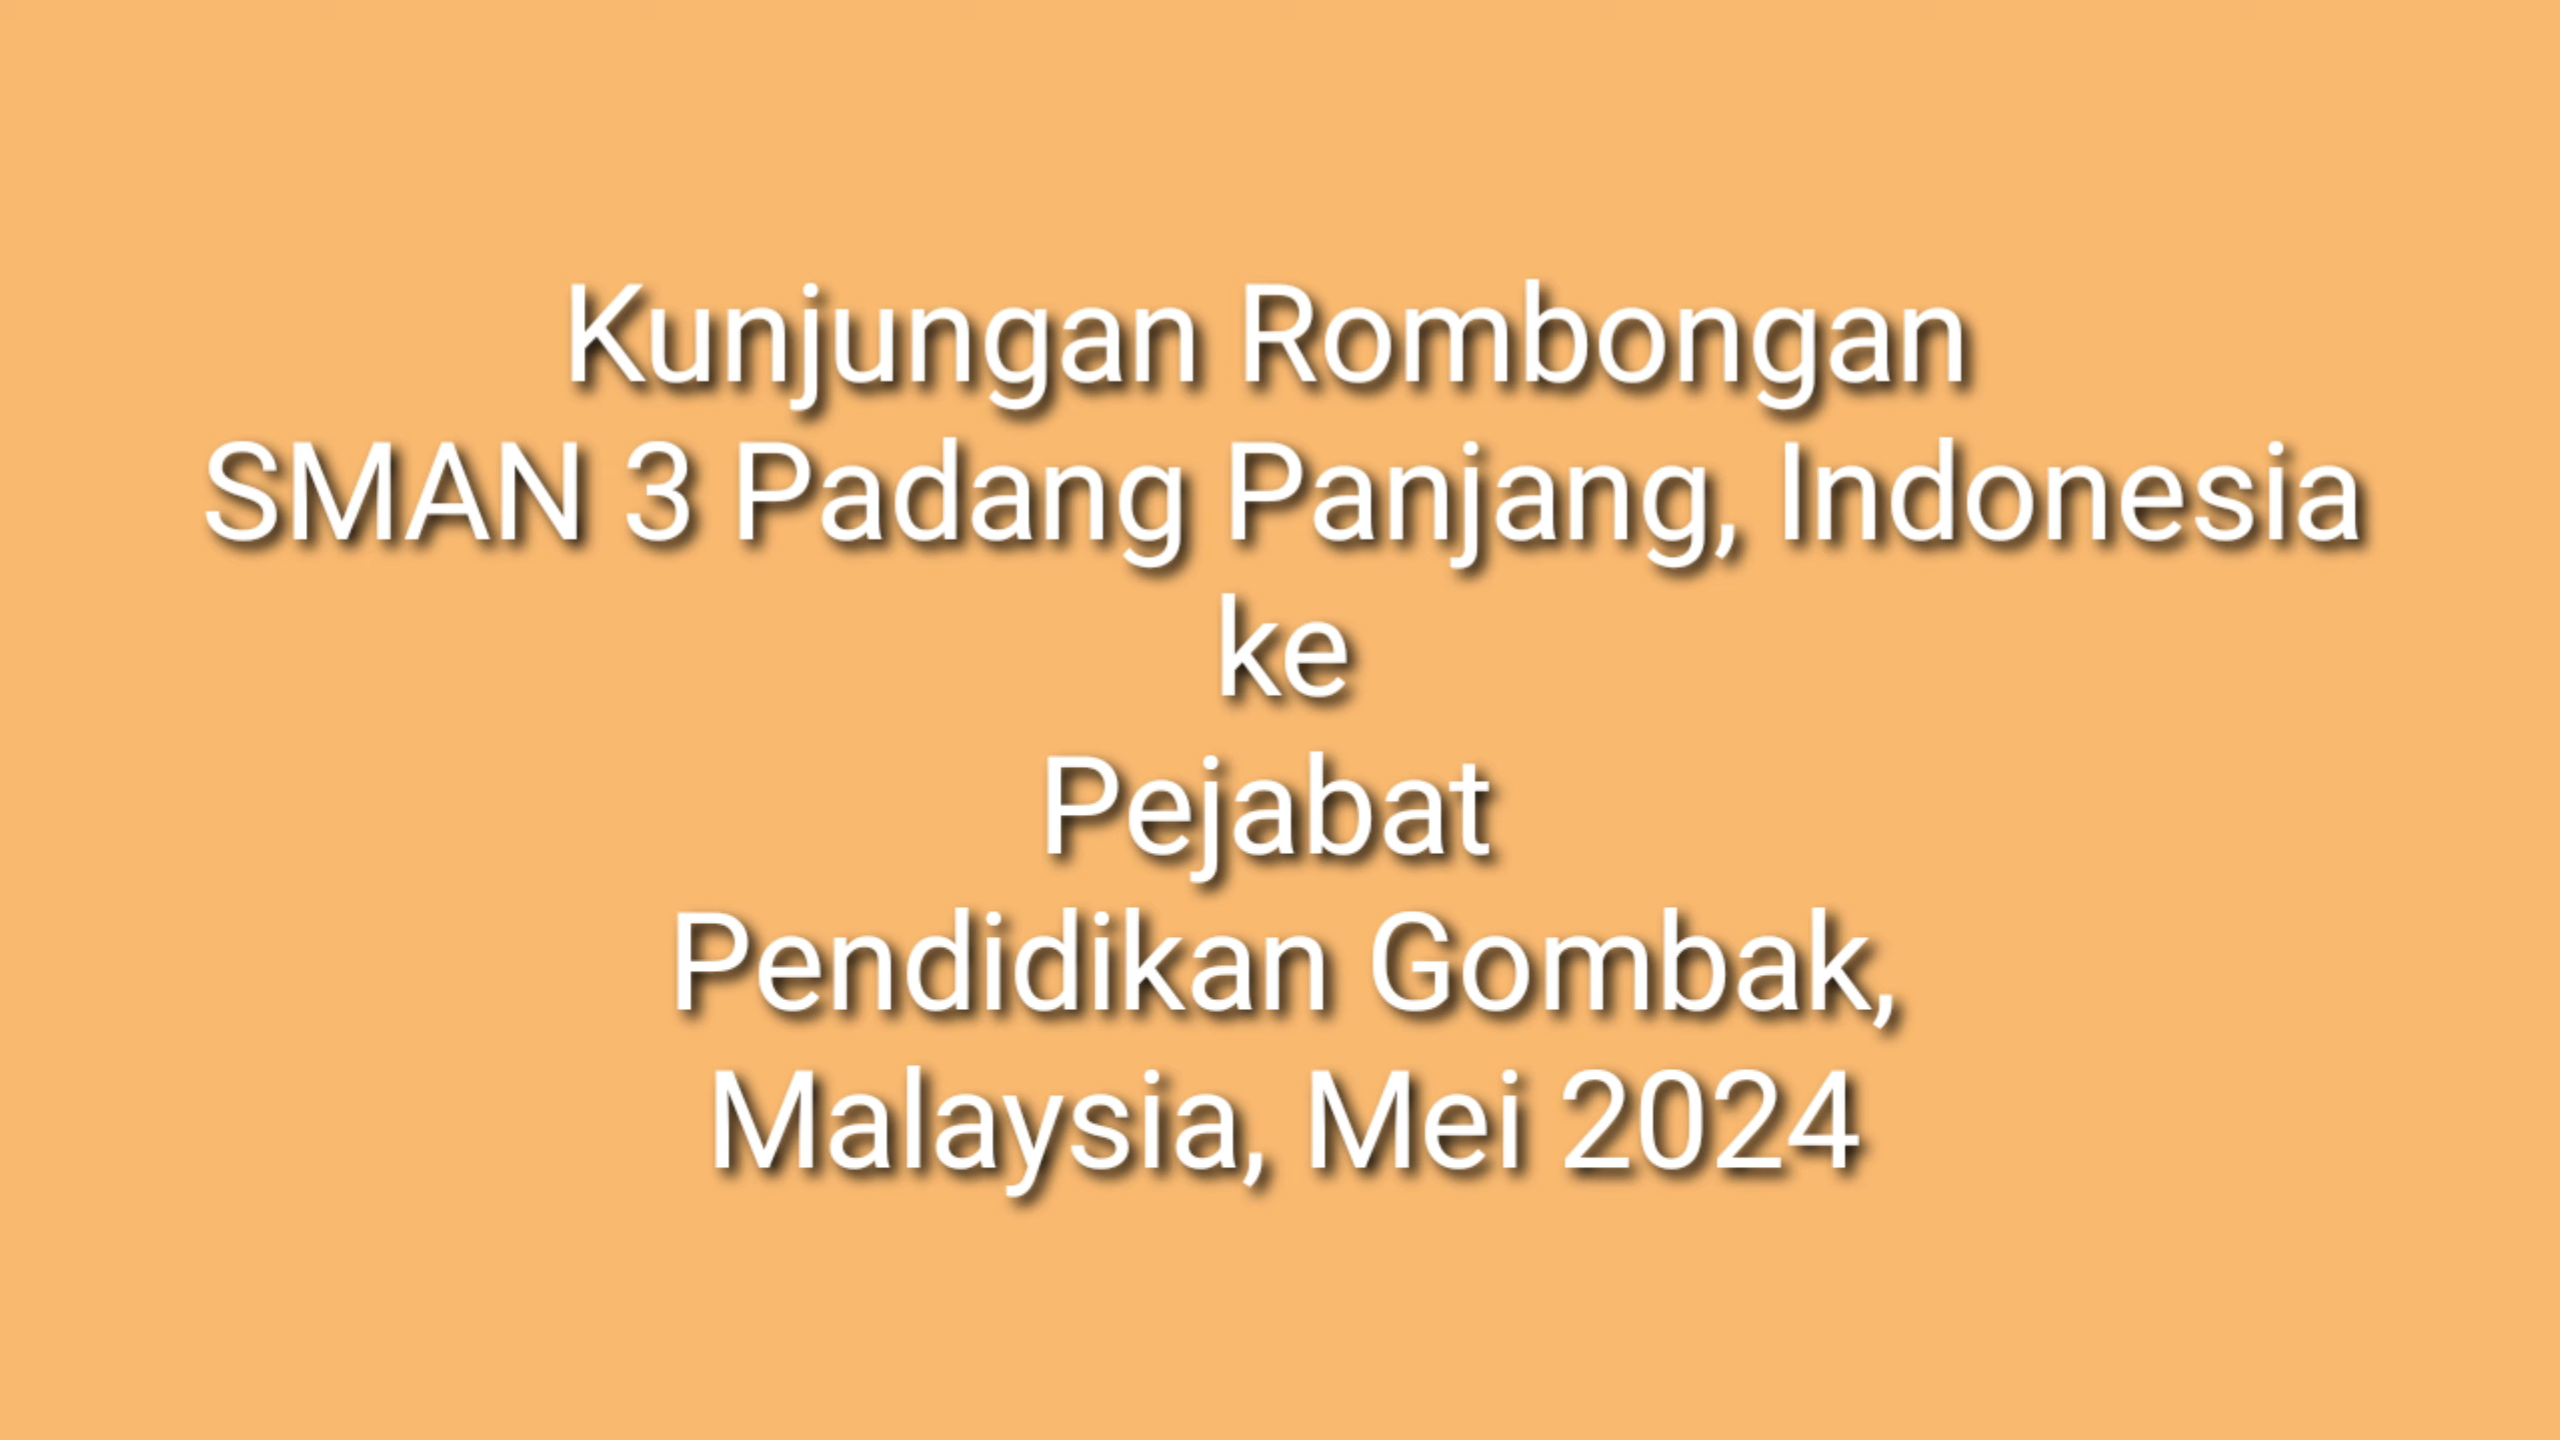 Kunjungan Rombongan
SMAN 3 Padang Panjang, Indonesia
ke
Pejabat
Pendidikan Gombak,
Malaysia, Mei 2024